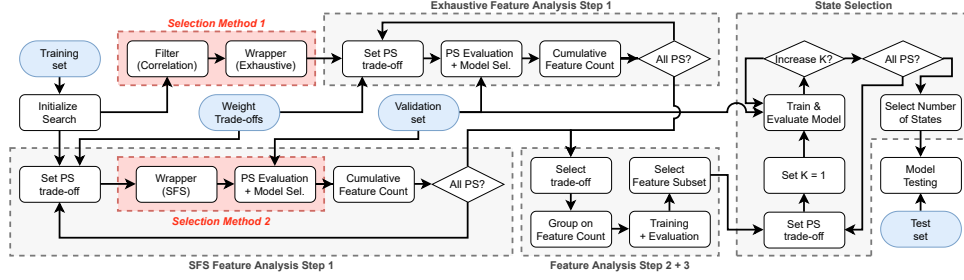 Exhaustive Feature Analysis Step 1
State Selection
Selection Method 1
Training
set
Filter
(Correlation)
Wrapper
(Exhaustive)
Set PS
trade-off
PS Evaluation
+ Model Sel.
Cumulative
Feature Count
All PS?
Increase K?
All PS?
Initialize
Search
Weight
Trade-offs
Validation
set
Train &
Evaluate Model
Select Number
of States
Set PS
trade-off
Wrapper
(SFS)
PS Evaluation
+ Model Sel.
Cumulative
Feature Count
All PS?
Selection Method 2
Select
trade-off
Select
Feature Subset
Group on
Feature Count
Training
+ Evaluation
Set K = 1
Set PS
trade-off
Model
Testing
Test
set
SFS Feature Analysis Step 1
Feature Analysis Step 2 + 3